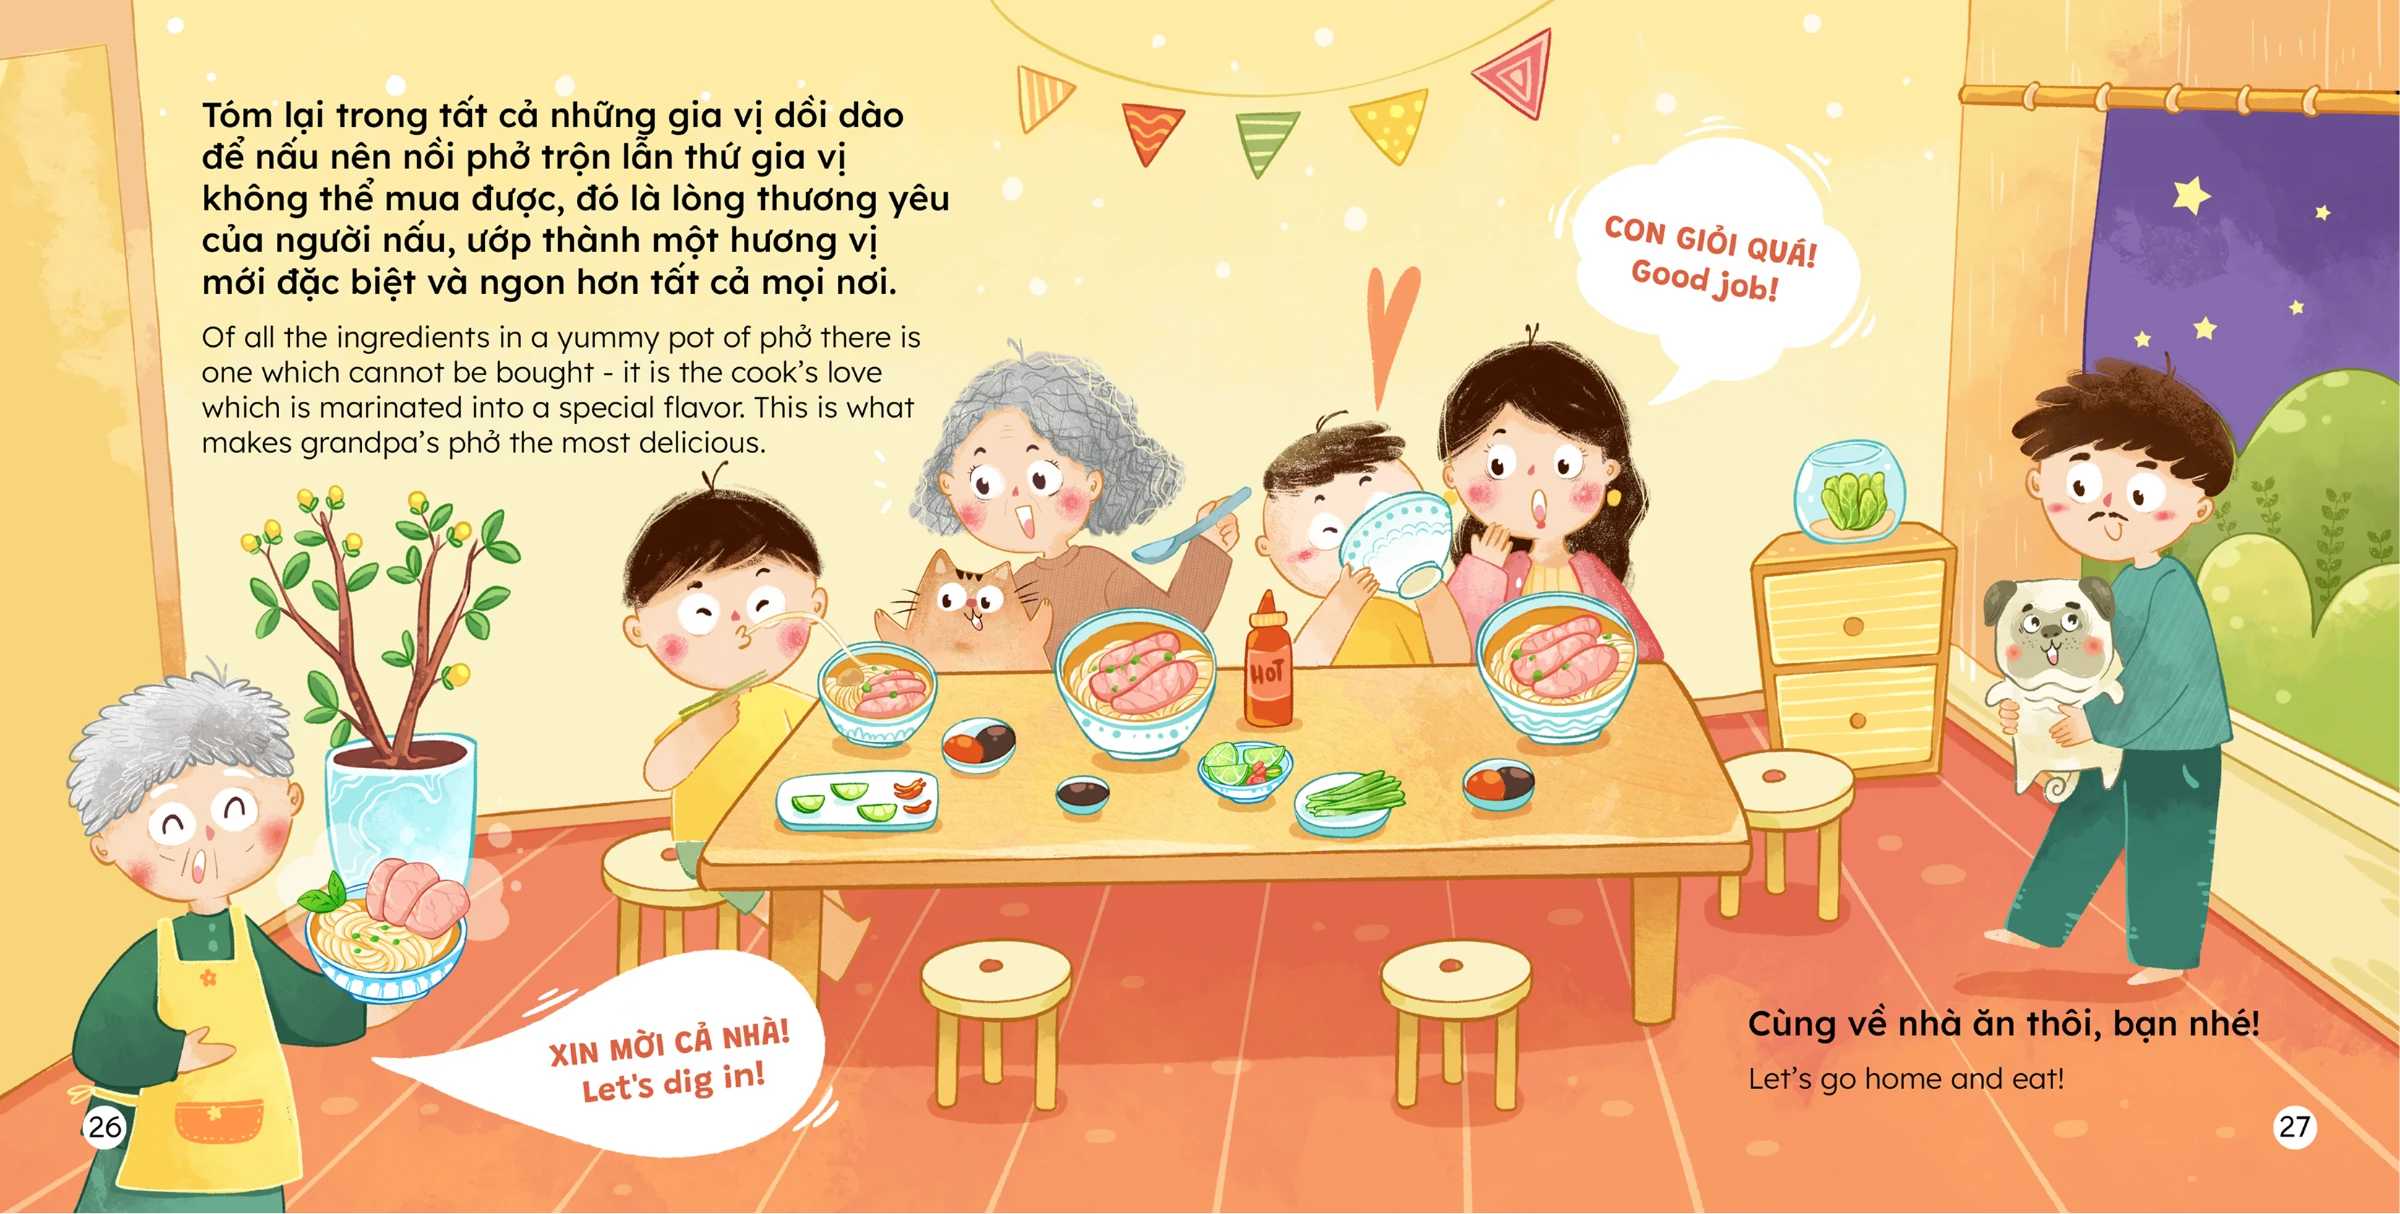 Tóm lại trong tất cả những gia vị dồi dào
để nấu nên nồi phở trộn lẫn thứ gia vị
không thể mua được, đó là lòng thương yêu
của người nấu, ướp thành một hương vị
mới đặc biệt và ngon hơn tất cả mọi nơi.
Of all the ingredients in a yummy pot of phở there is
one which cannot be bought - it is the cook's love
which is marinated into a special flavor. This is what
makes grandpa's phở the most delicious.
CON GIỎI QUÁ!
Good job!
HOT
XIN MỜI CẢ NHÀ!
Let's dig in!
Cùng về nhà ăn thôi, bạn nhé!
Let's go home and eat!
26
27